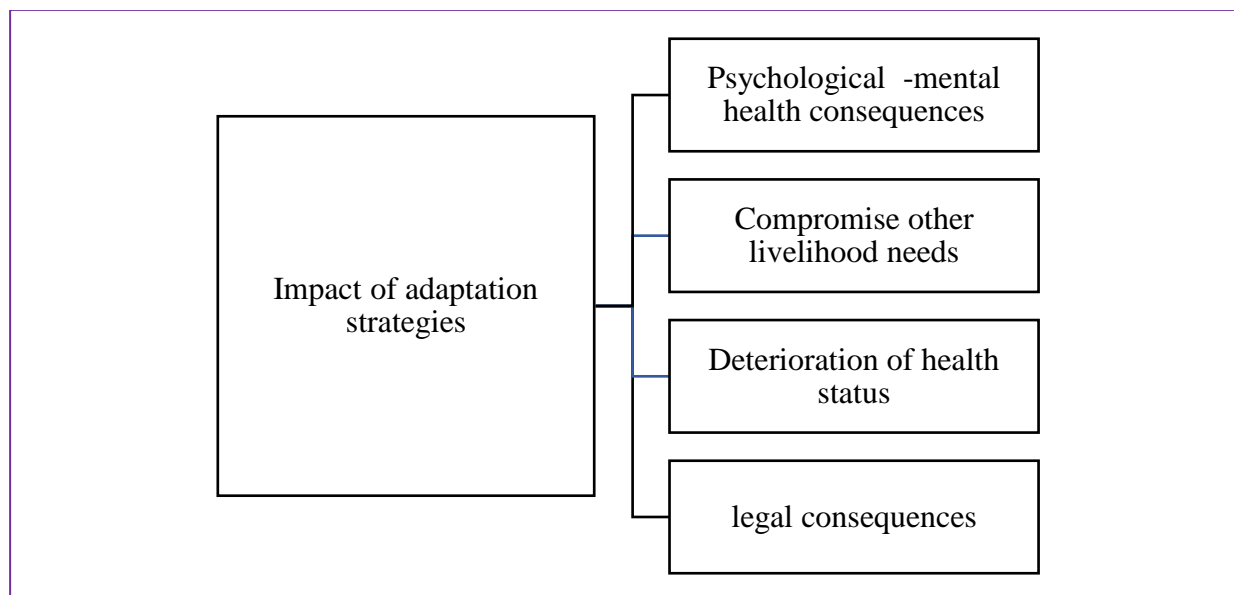 Impact of adaptation
strategies
Psychological -mental
health consequences
Compromise other
livelihood needs
Deterioration of health
status
legal consequences